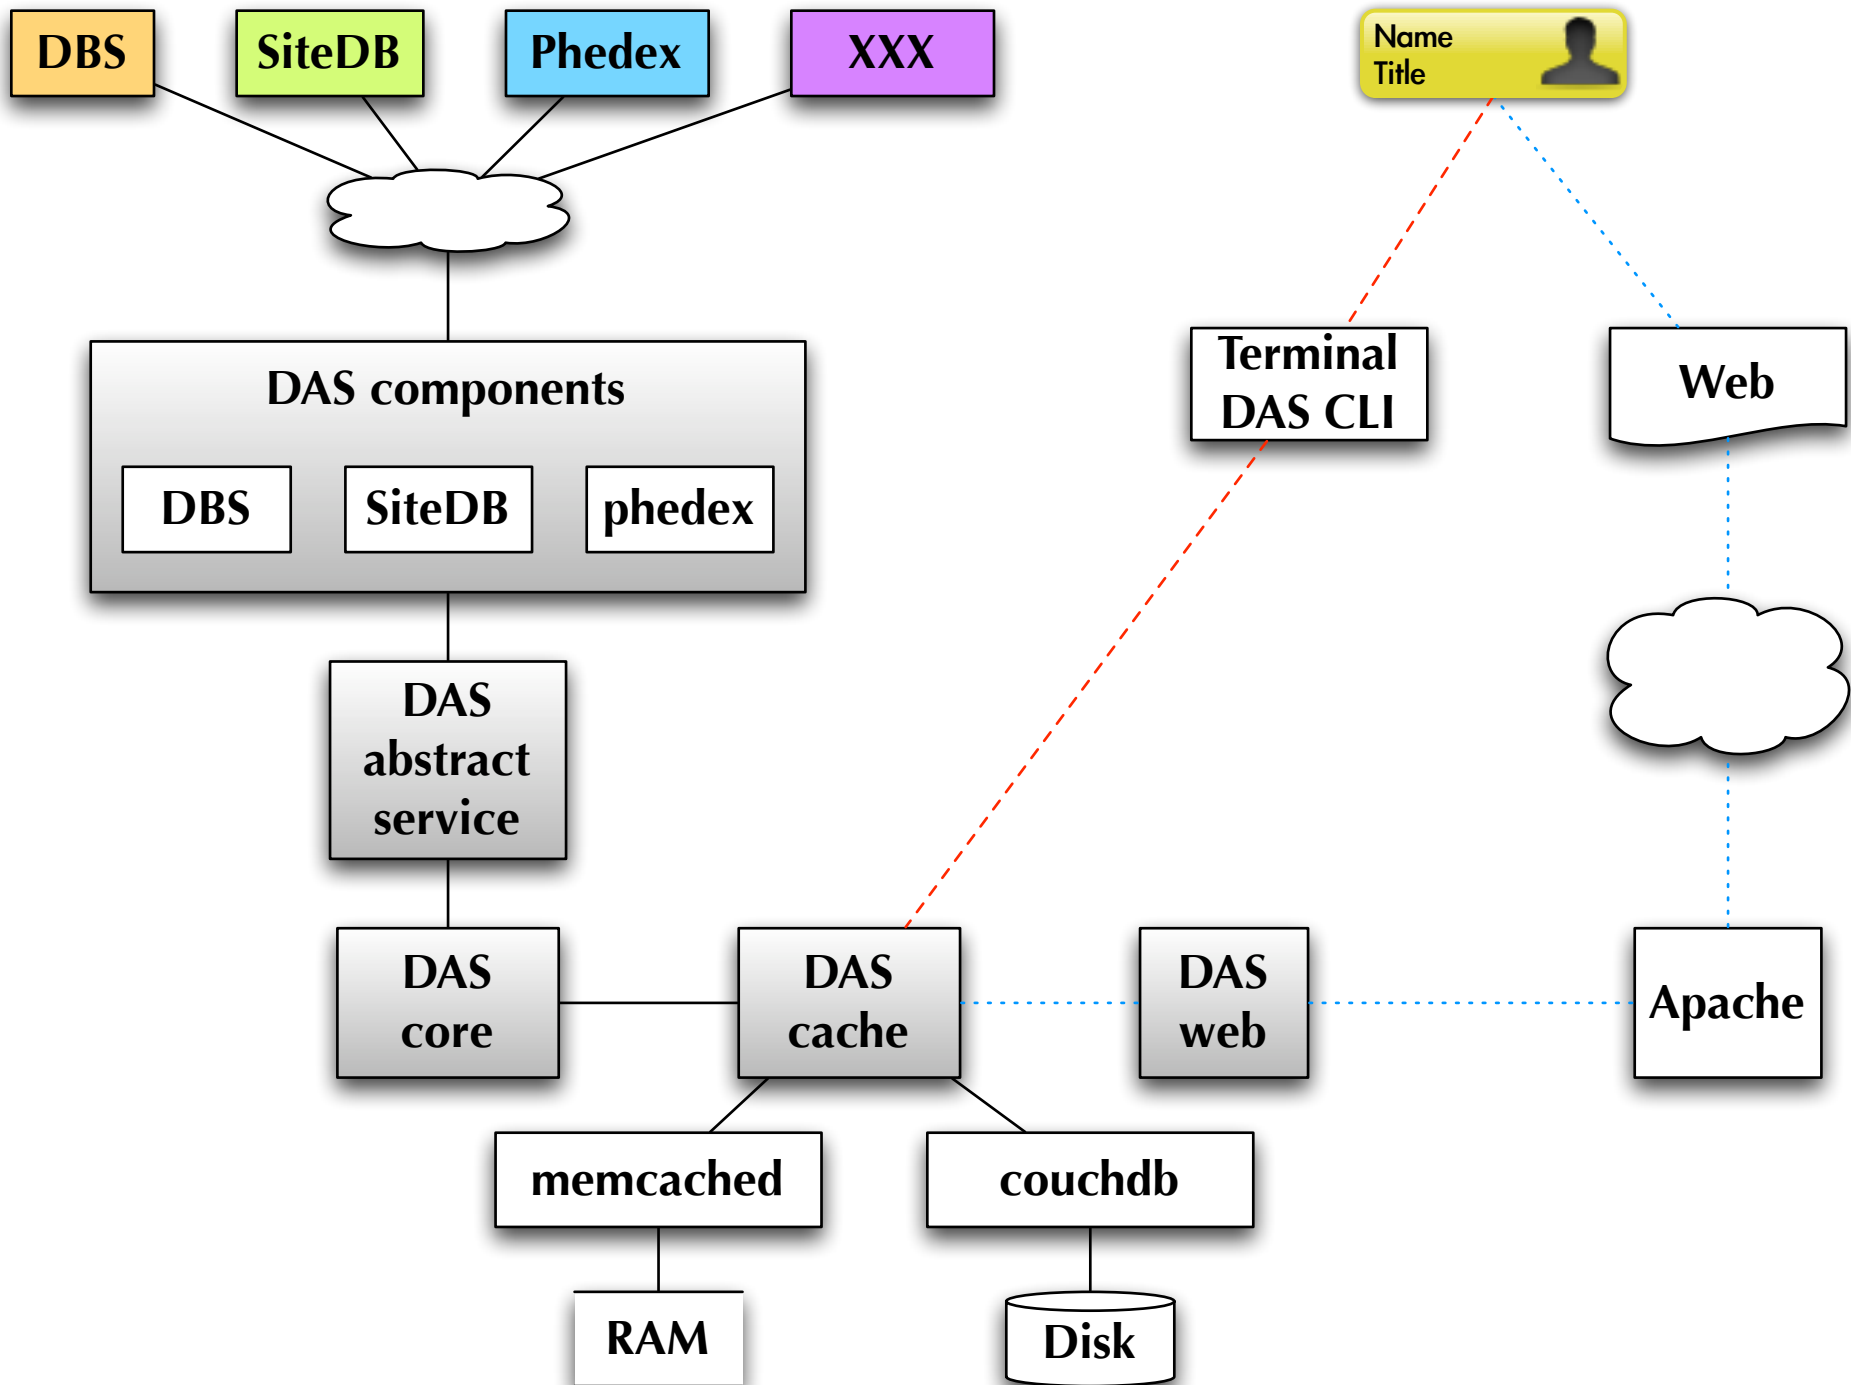 DBS
SiteDB
Phedex
XXX
Name
Title
DAS components
DBS
SiteDB
phedex
Terminal
DAS CLI
Web
DAS
abstract
service
DAS
core
DAS
cache
DAS
web
Apache
memcached
couchdb
RAM
Disk